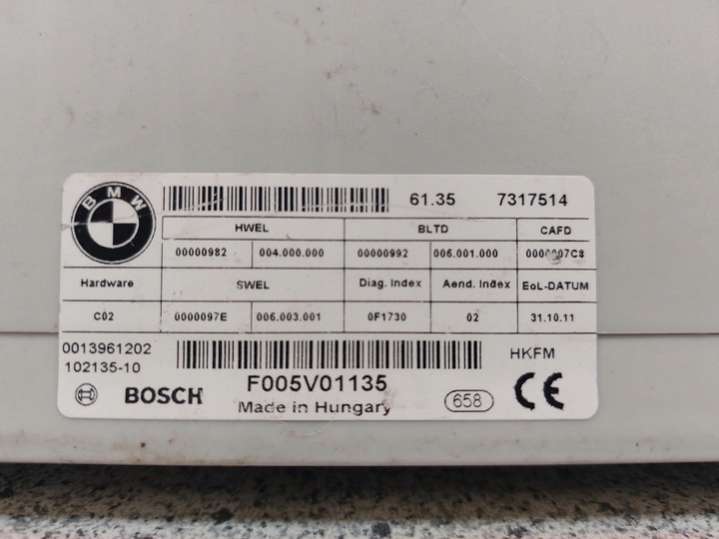 BMW
61.35 7317514
HWEL BLTD CAFD
00000982 004.000.000 00000992 006.001.000
Hardware SWEL Diag. Index Aend. Index EoL-DATUM
C02 0000097E 006.003.001 0F1730 02 31.10.11
0013961202
102135-10
HKFM
BOSCH F005V01135
Made in Hungary
658
CE